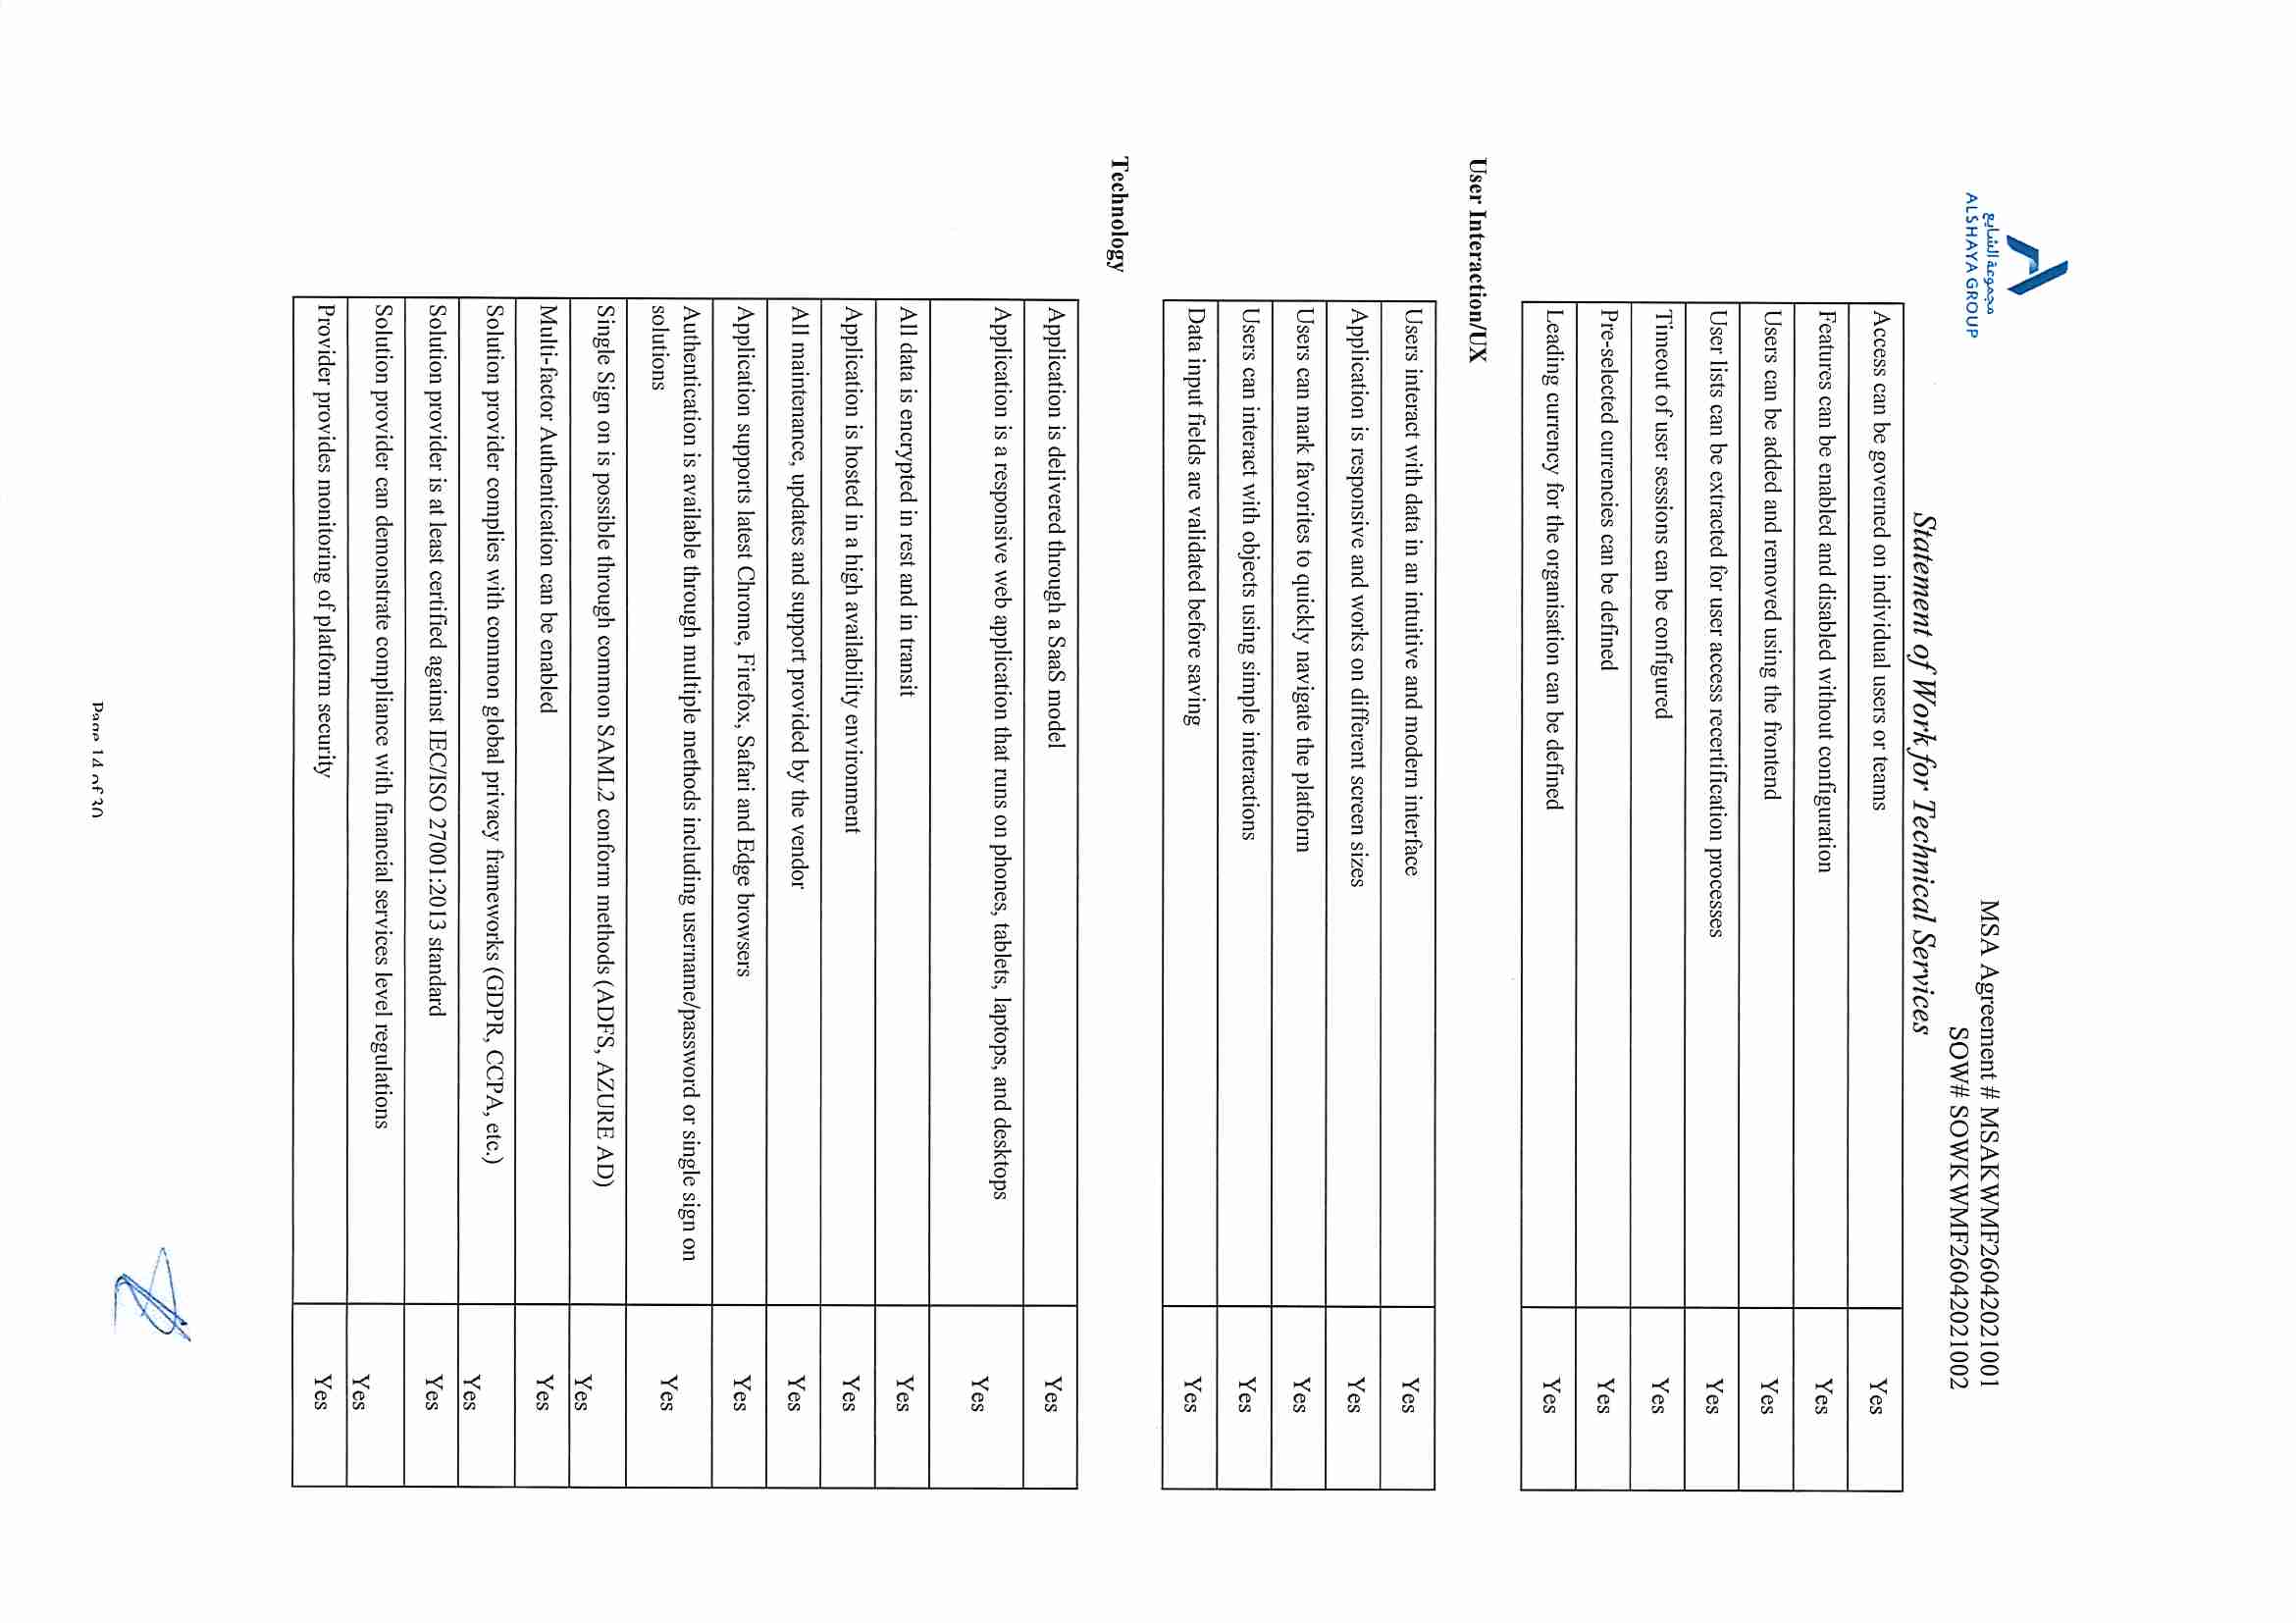 مجموعة الشايع
ALSHAYA GROUP
MSA Agreement # MSAKWMF26042021001
SOW# SOWKWMF26042021002
Statement of Work for Technical Services
Access can be governed on individual users or teams Yes
Features can be enabled and disabled without configuration Yes
Users can be added and removed using the frontend Yes
User lists can be extracted for user access recertification processes Yes
Timeout of user sessions can be configured Yes
Pre-selected currencies can be defined Yes
Leading currency for the organisation can be defined Yes
User Interaction/UX
Users interact with data in an intuitive and modern interface Yes
Application is responsive and works on different screen sizes Yes
Users can mark favorites to quickly navigate the platform Yes
Users can interact with objects using simple interactions Yes
Data input fields are validated before saving Yes
Technology
Application is delivered through a SaaS model Yes
Application is a responsive web application that runs on phones, tablets, laptops, and desktops Yes
All data is encrypted in rest and in transit Yes
Application is hosted in a high availability environment Yes
All maintenance, updates and support provided by the vendor Yes
Application supports latest Chrome, Firefox, Safari and Edge browsers Yes
Authentication is available through multiple methods including username/password or single sign on
solutions Yes
Single Sign on is possible through common SAML2 conform methods (ADFS, AZURE AD) Yes
Multi-factor Authentication can be enabled Yes
Solution provider complies with common global privacy frameworks (GDPR, CCPA, etc.) Yes
Solution provider is at least certified against IEC/ISO 27001:2013 standard Yes
Solution provider can demonstrate compliance with financial services level regulations Yes
Provider provides monitoring of platform security Yes
Page 14 of 30